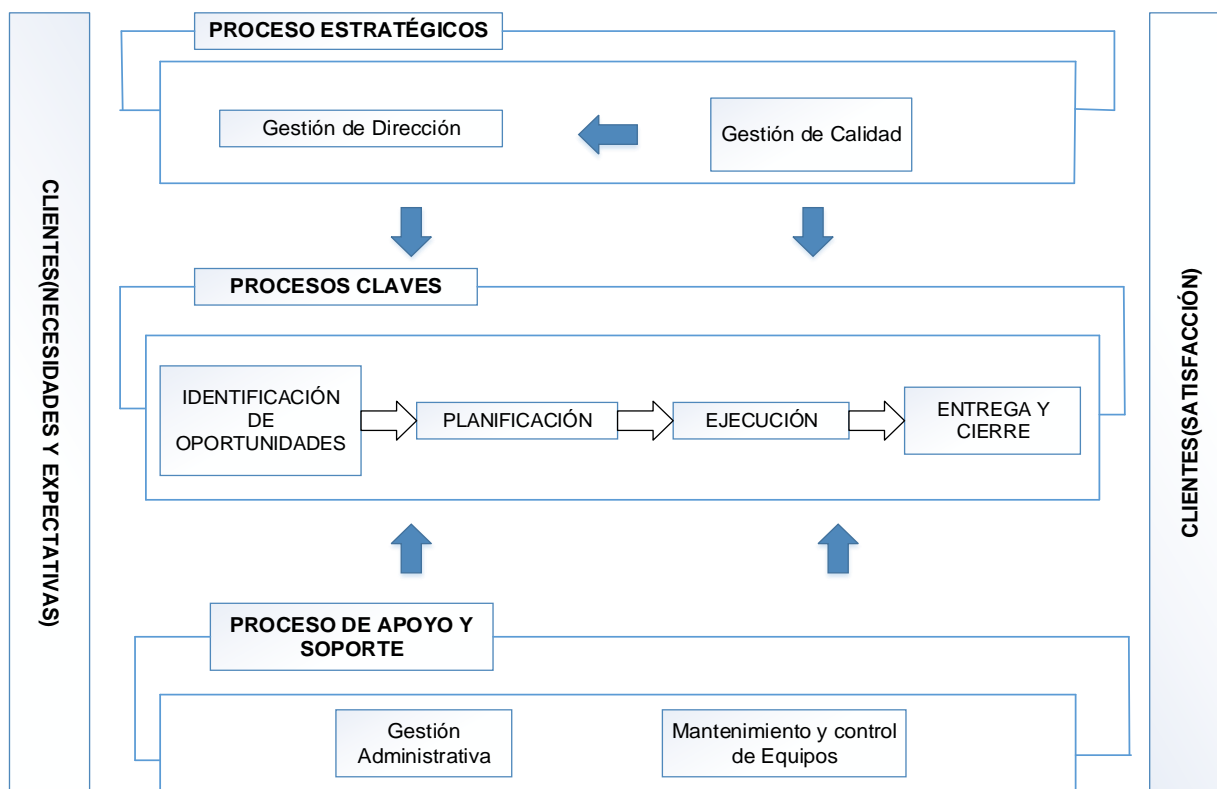 PROCESO ESTRATÉGICOS
Gestión de Dirección
Gestión de Calidad
CLIENTES(NECESIDADES Y EXPECTATIVAS)
PROCESOS CLAVES
IDENTIFICACIÓN
DE
OPORTUNIDADES
PLANIFICACIÓN
EJECUCIÓN
ENTREGA Y
CIERRE
CLIENTES(SATISFACCIÓN)
PROCESO DE APOYO Y
SOPORTE
Gestión
Administrativa
Mantenimiento y control
de Equipos